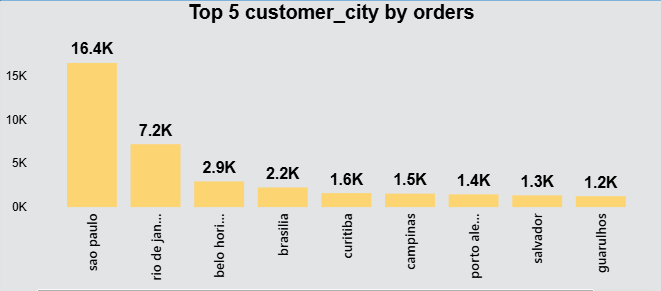 Top 5 customer_city by orders
16.4K
7.2K
2.9K
2.2K
1.6K
1.5K
1.4K
1.3K
1.2K
15K
10K
5K
0K
sao paulo
rio de jan...
belo hori...
brasilia
curitiba
campinas
porto ale...
salvador
guarulhos